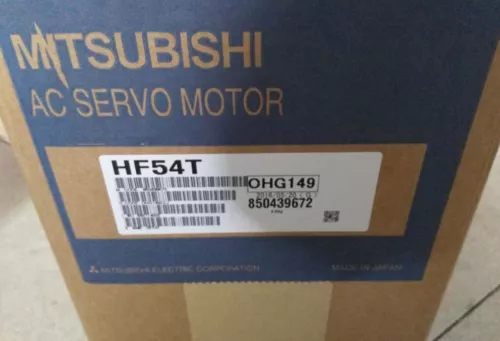 MITSUBISHI
AC SERVO MOTOR
HF54T
OHG149
850439672
MITSUBISHI ELECTRIC CORPORATION
MADE IN JAPAN